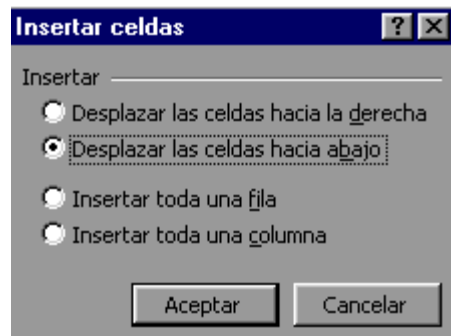 Insertar celdas
Insertar
Desplazar las celdas hacia la derecha
Desplazar las celdas hacia abajo
Insertar toda una fila
Insertar toda una columna
Aceptar Cancelar